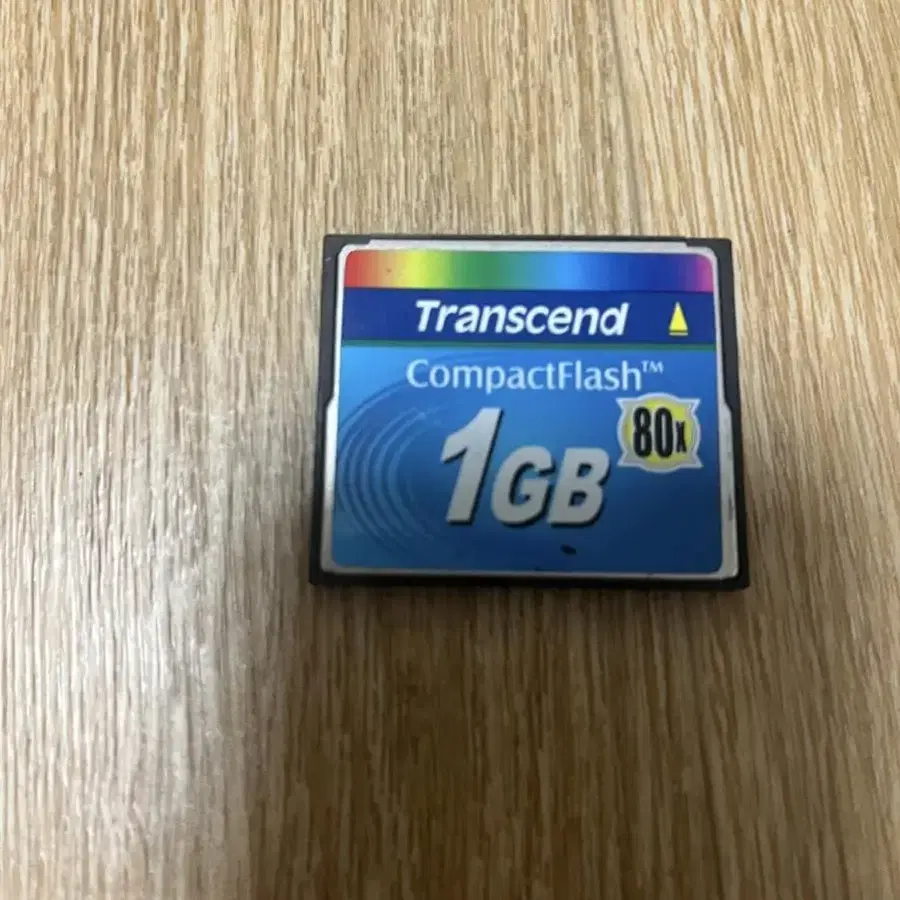 Transcend
CompactFlash™
80x
1GB